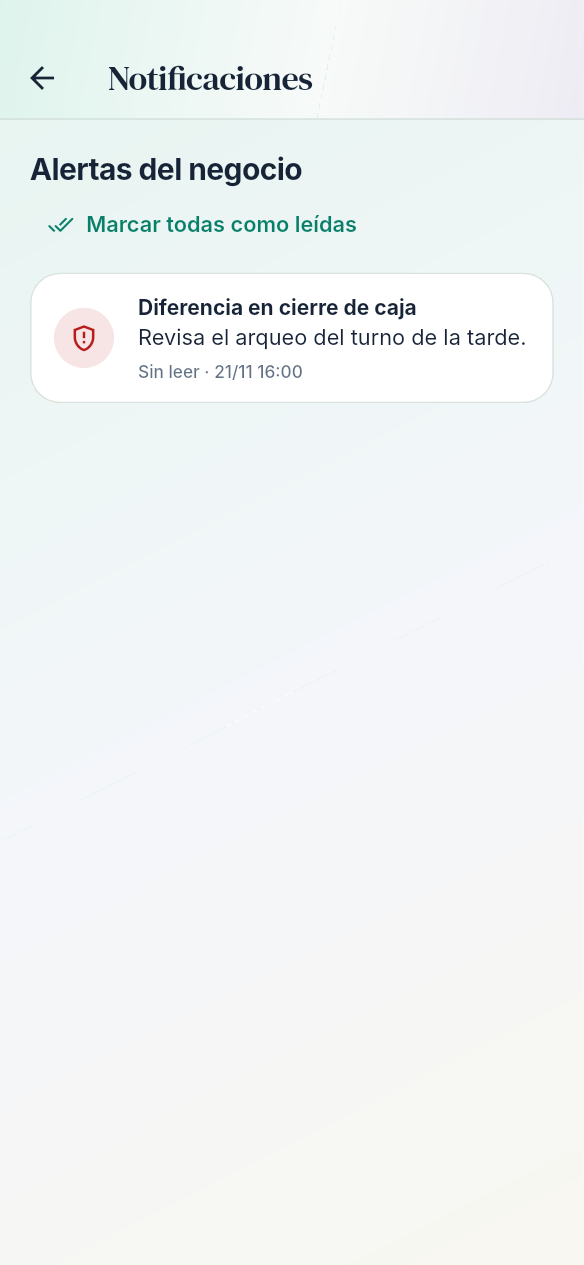 Notificaciones
Alertas del negocio
Marcar todas como leídas
Diferencia en cierre de caja
Revisa el arqueo del turno de la tarde.
Sin leer · 21/11 16:00